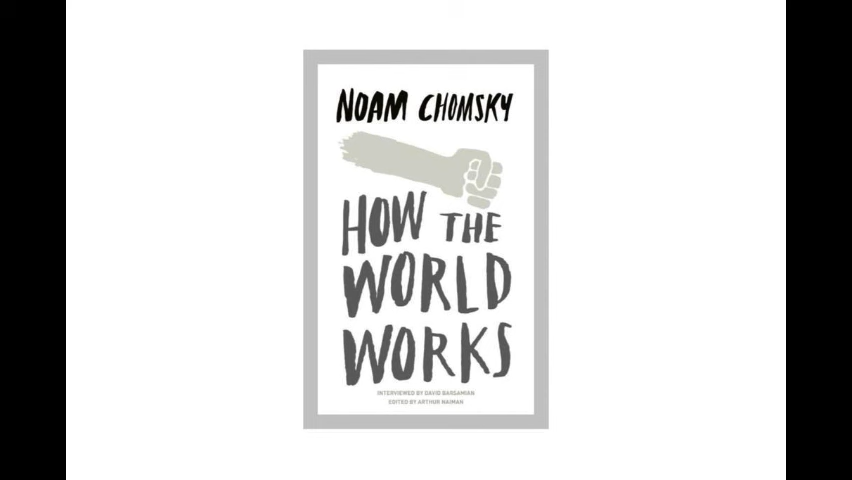 NOAM CHOMSKY
HOW THE
WORLD
WORKS
INTERVIEWED BY DAVID BARSAMIAN
EDITED BY ARTHUR NAIMAN